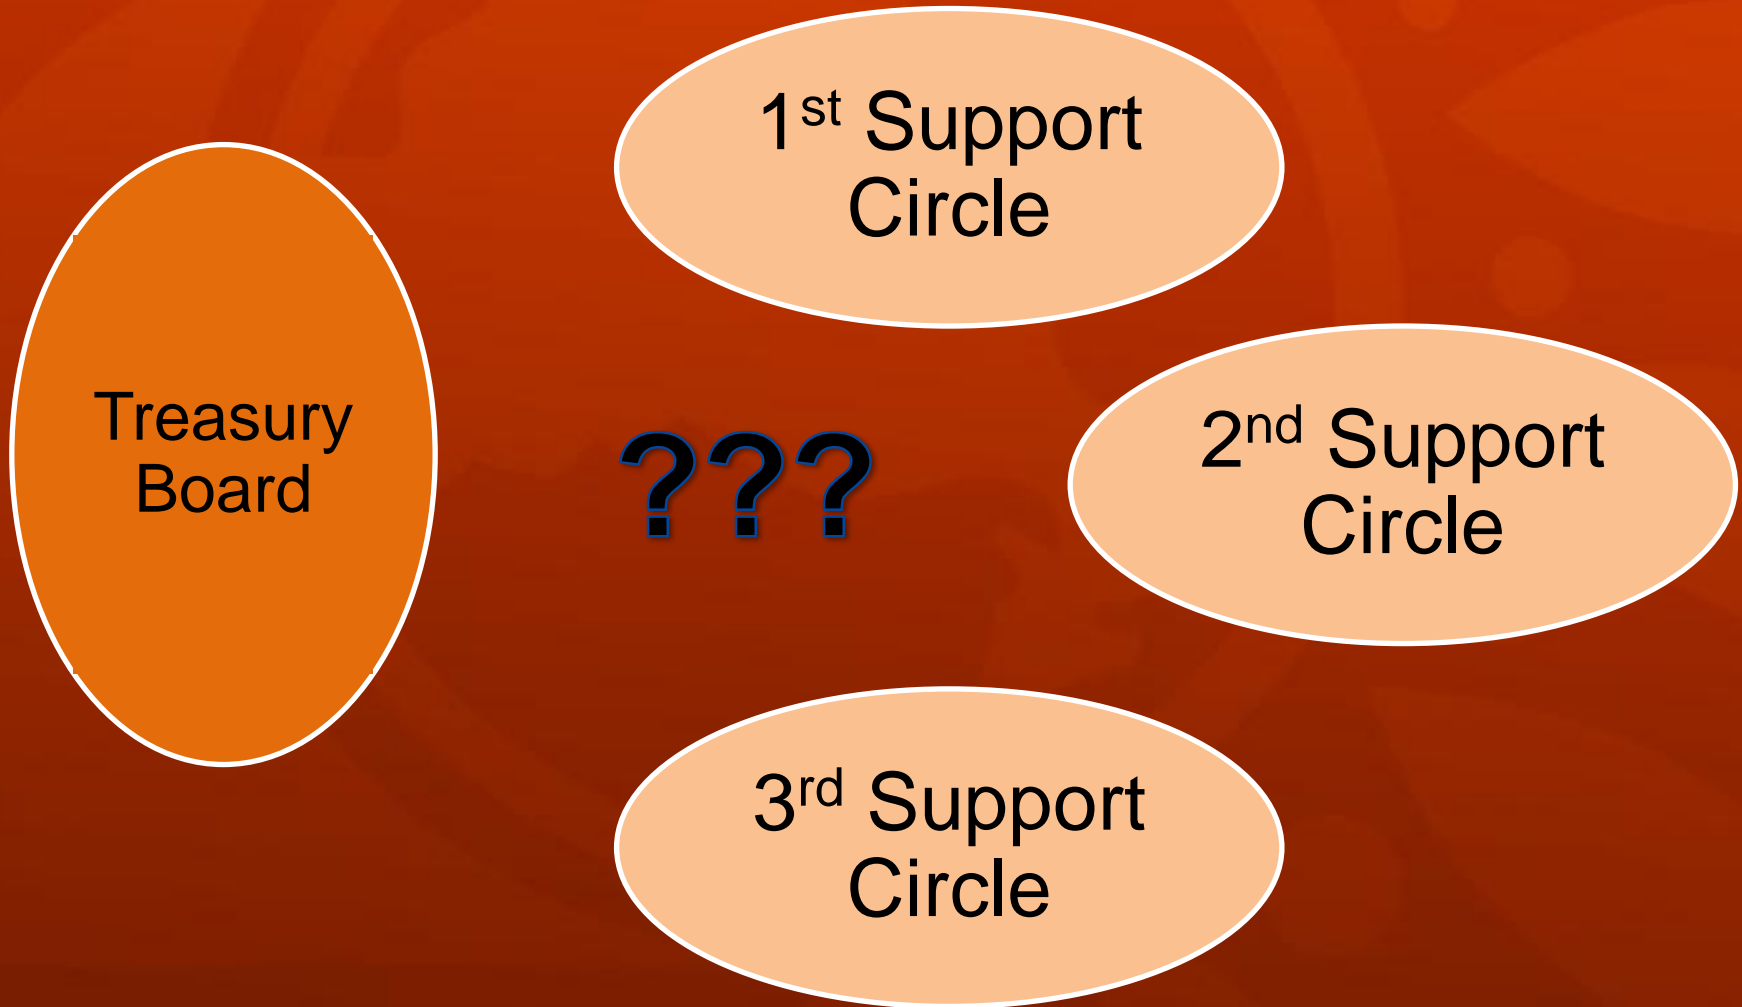 1st Support
Circle
Treasury
Board
???
2nd Support
Circle
3rd Support
Circle